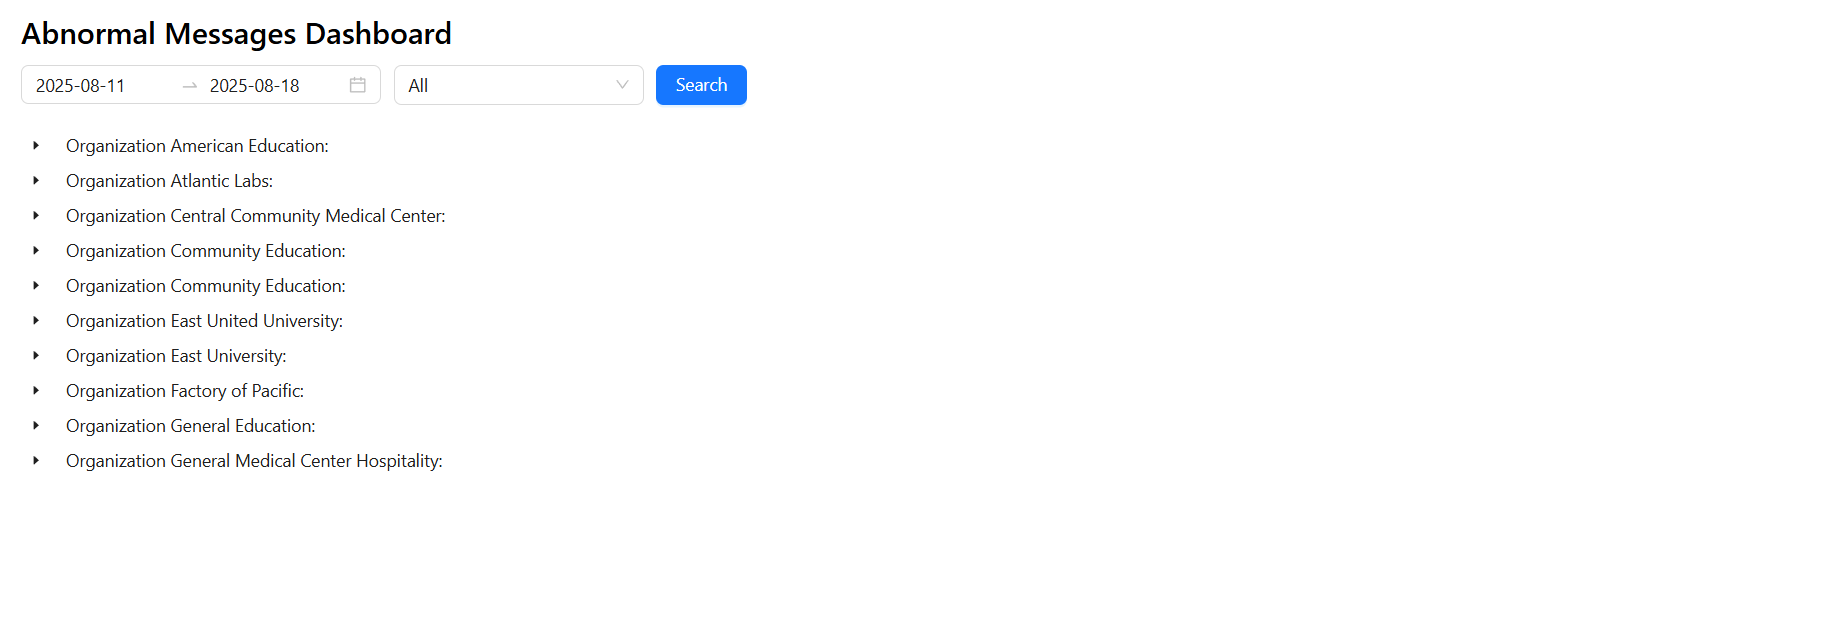 Abnormal Messages Dashboard
2025-08-11 → 2025-08-18 All Search
Organization American Education:
Organization Atlantic Labs:
Organization Central Community Medical Center:
Organization Community Education:
Organization Community Education:
Organization East United University:
Organization East University:
Organization Factory of Pacific:
Organization General Education:
Organization General Medical Center Hospitality: